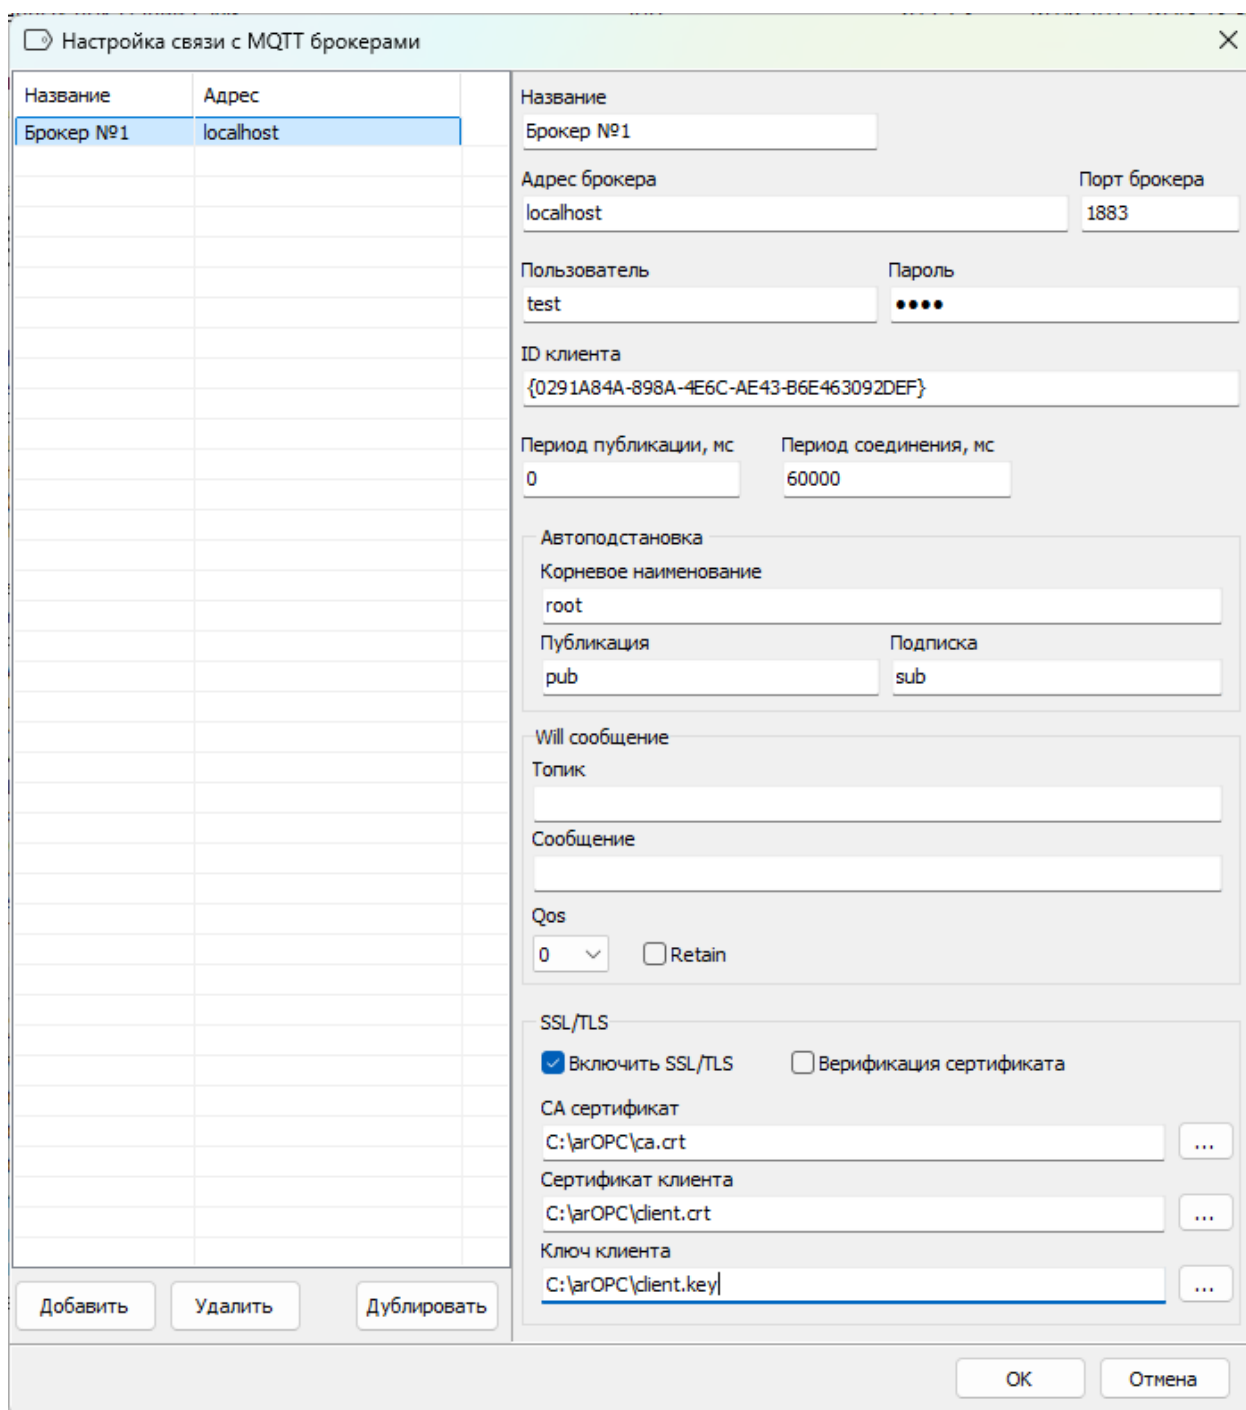 Настройка связи с MQTT брокерами
Название Адрес
Брокер №1 localhost
Название
Брокер №1
Адрес брокера Порт брокера
localhost 1883
Пользователь Пароль
test ••••
ID клиента
{0291A84A-898A-4E6C-AE43-B6E463092DEF}
Период публикации, мс Период соединения, мс
0 60000
Автоподстановка
Корневое наименование
root
Публикация Подписка
pub sub
Will сообщение
Топик
Сообщение
Qos
0 Retain
SSL/TLS
Включить SSL/TLS Верификация сертификата
CA сертификат
C:\arOPC\ca.crt ...
Сертификат клиента
C:\arOPC\client.crt ...
Ключ клиента
C:\arOPC\client.key ...
Добавить Удалить Дублировать
OK Отмена